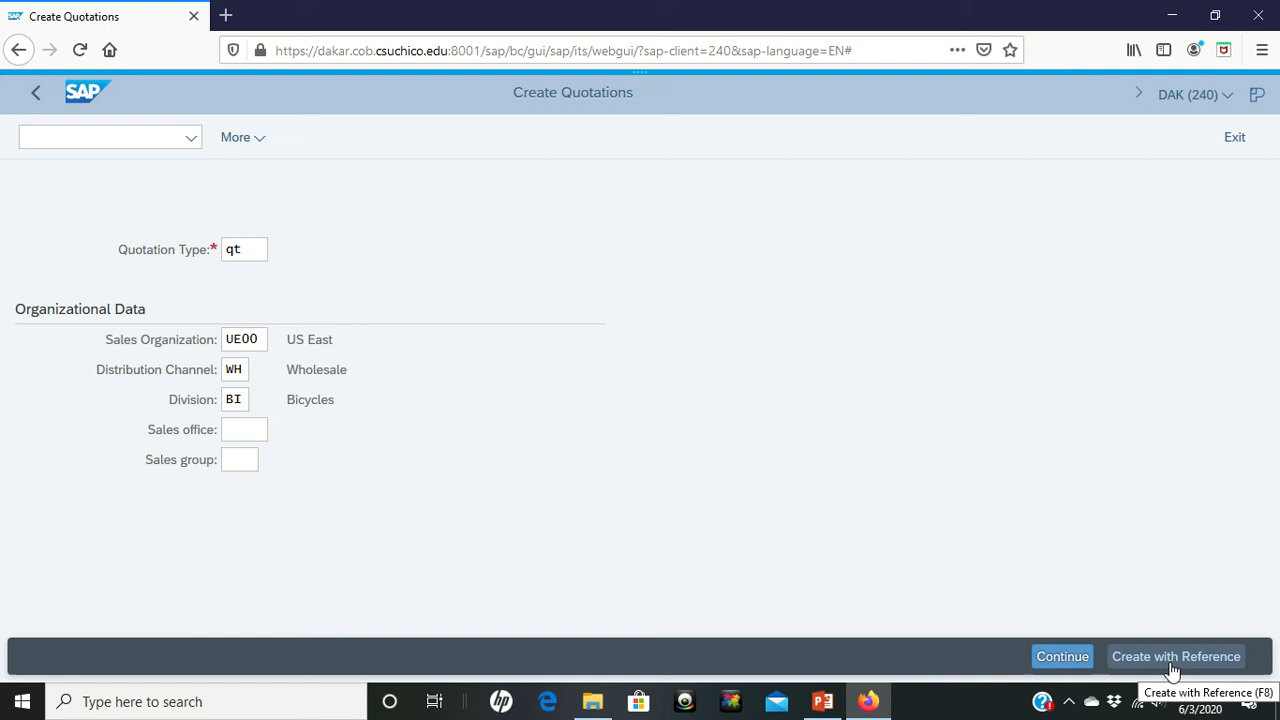 Create Quotations
https://dakar.cob.csuchico.edu:8001/sap/bc/gui/sap/its/webgui/?sap-client=240&sap-language=EN#
SAP
Create Quotations
DAK (240)
More
Exit
Quotation Type:* qt
Organizational Data
Sales Organization: UE00 US East
Distribution Channel: WH Wholesale
Division: BI Bicycles
Sales office:
Sales group:
Continue
Create with Reference
Create with Reference (F8)
Type here to search
6/3/2020